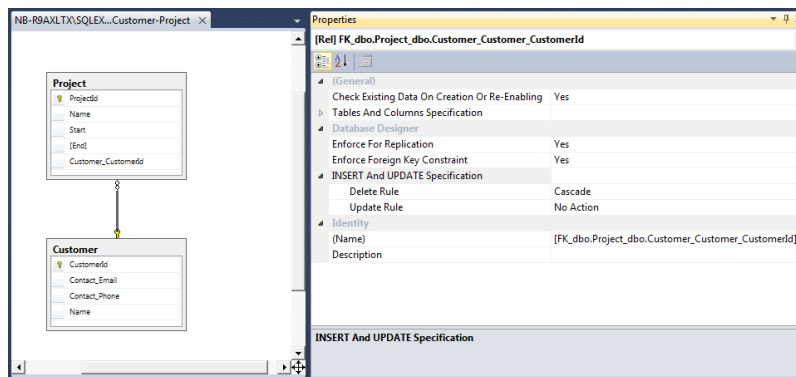 NB-R9AXLTX\SQLEX...Customer-Project
Project
ProjectId
Name
Start
[End]
Customer_CustomerId
Customer
CustomerId
Contact_Email
Contact_Phone
Name
Properties
[Rel] FK_dbo.Project_dbo.Customer_Customer_CustomerId
(General)
Check Existing Data On Creation Or Re-Enabling Yes
Tables And Columns Specification
Database Designer
Enforce For Replication Yes
Enforce Foreign Key Constraint Yes
INSERT And UPDATE Specification
Delete Rule Cascade
Update Rule No Action
Identity
(Name) [FK_dbo.Project_dbo.Customer_Customer_CustomerId]
Description
INSERT And UPDATE Specification